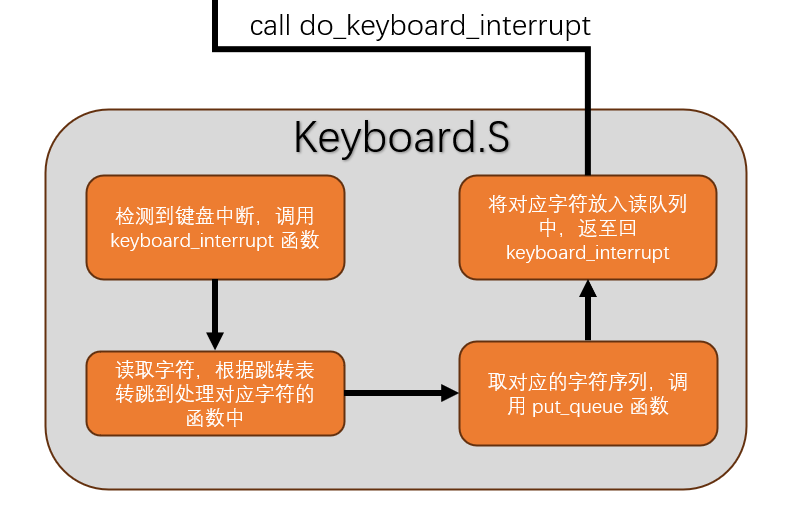 call do_keyboard_interrupt
Keyboard.S
检测到键盘中断，调用
keyboard_interrupt 函数
读取字符，根据跳转表
转跳到处理对应字符的
函数中
取对应的字符序列，调
用 put_queue 函数
将对应字符放入读队列
中，返至回
keyboard_interrupt